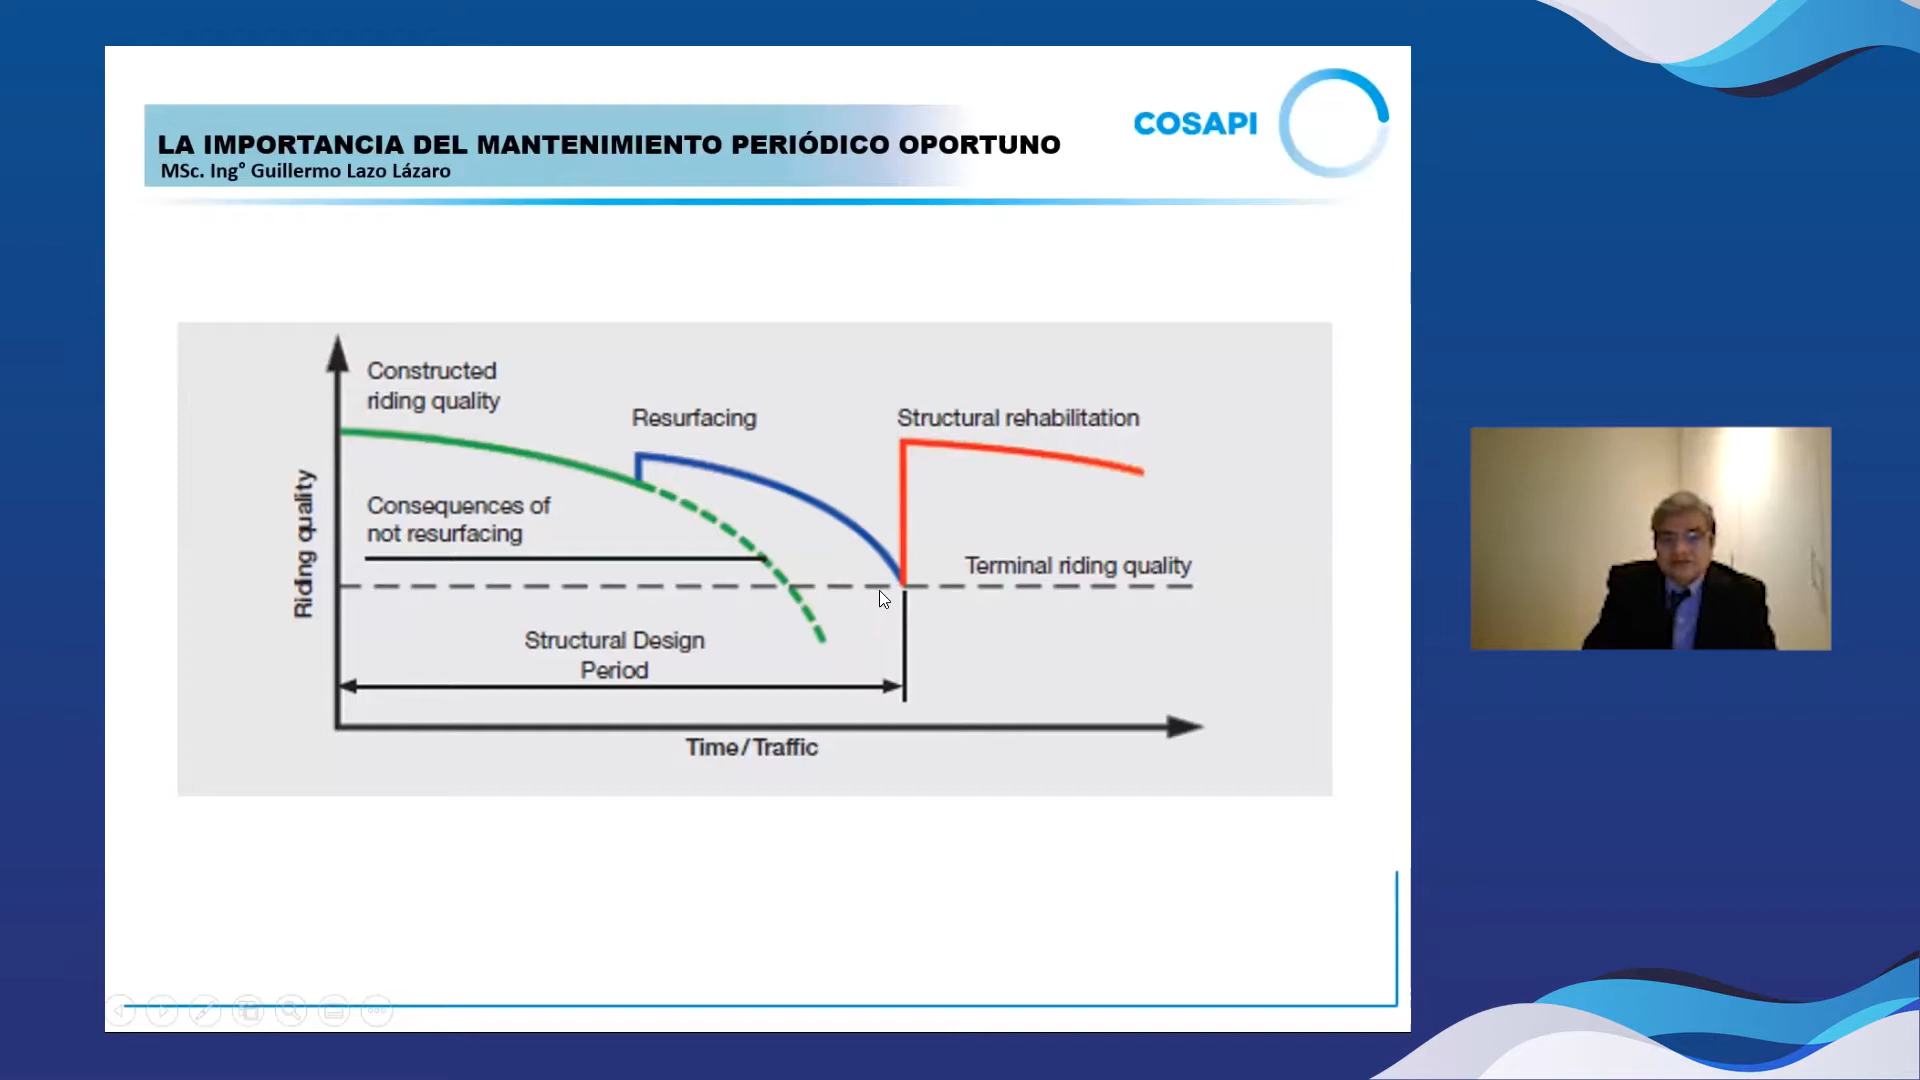 LA IMPORTANCIA DEL MANTENIMIENTO PERIÓDICO OPORTUNO
MSc. Ing° Guillermo Lazo Lázaro
COSAPI
Constructed
riding quality
Resurfacing
Structural rehabilitation
Consequences of
not resurfacing
Riding quality
Terminal riding quality
Structural Design
Period
Time/Traffic